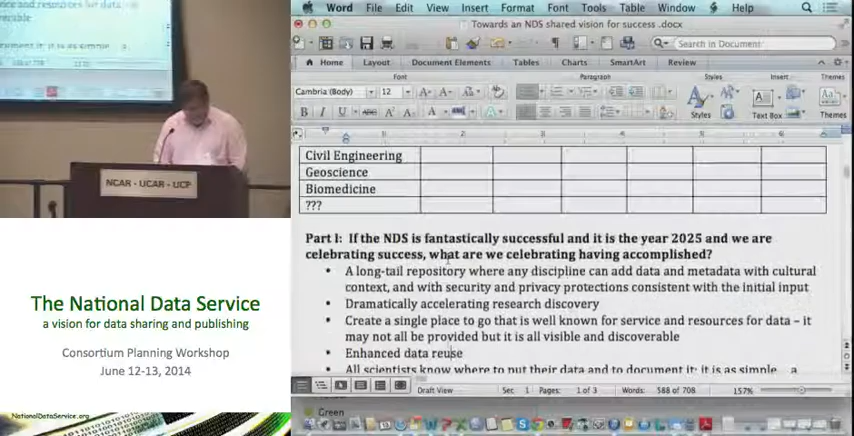 NCAR - UCAR - UCP
The National Data Service
a vision for data sharing and publishing
Consortium Planning Workshop
June 12-13, 2014
NationalDataService.org
Word File Edit View Insert Format Font Tools Table Window Help
Towards an NDS shared vision for success .docx
Search in Document
Home Layout Document Elements Tables Charts SmartArt Review
Font Paragraph Styles Insert Themes
Cambria (Body) 12
Styles Text Box Themes
Civil Engineering
Geoscience
Biomedicine
???
Part I: If the NDS is fantastically successful and it is the year 2025 and we are
celebrating success, what are we celebrating having accomplished?
• A long-tail repository where any discipline can add data and metadata with cultural
context, and with security and privacy protections consistent with the initial input
• Dramatically accelerating research discovery
• Create a single place to go that is well known for service and resources for data – it
may not all be provided but it is all visible and discoverable
• Enhanced data reuse
All scientists know where to put their data and to document it; it is as simple a
Draft View Sec 1 Pages: 1 of 3 Words: 588 of 708 157%
Green